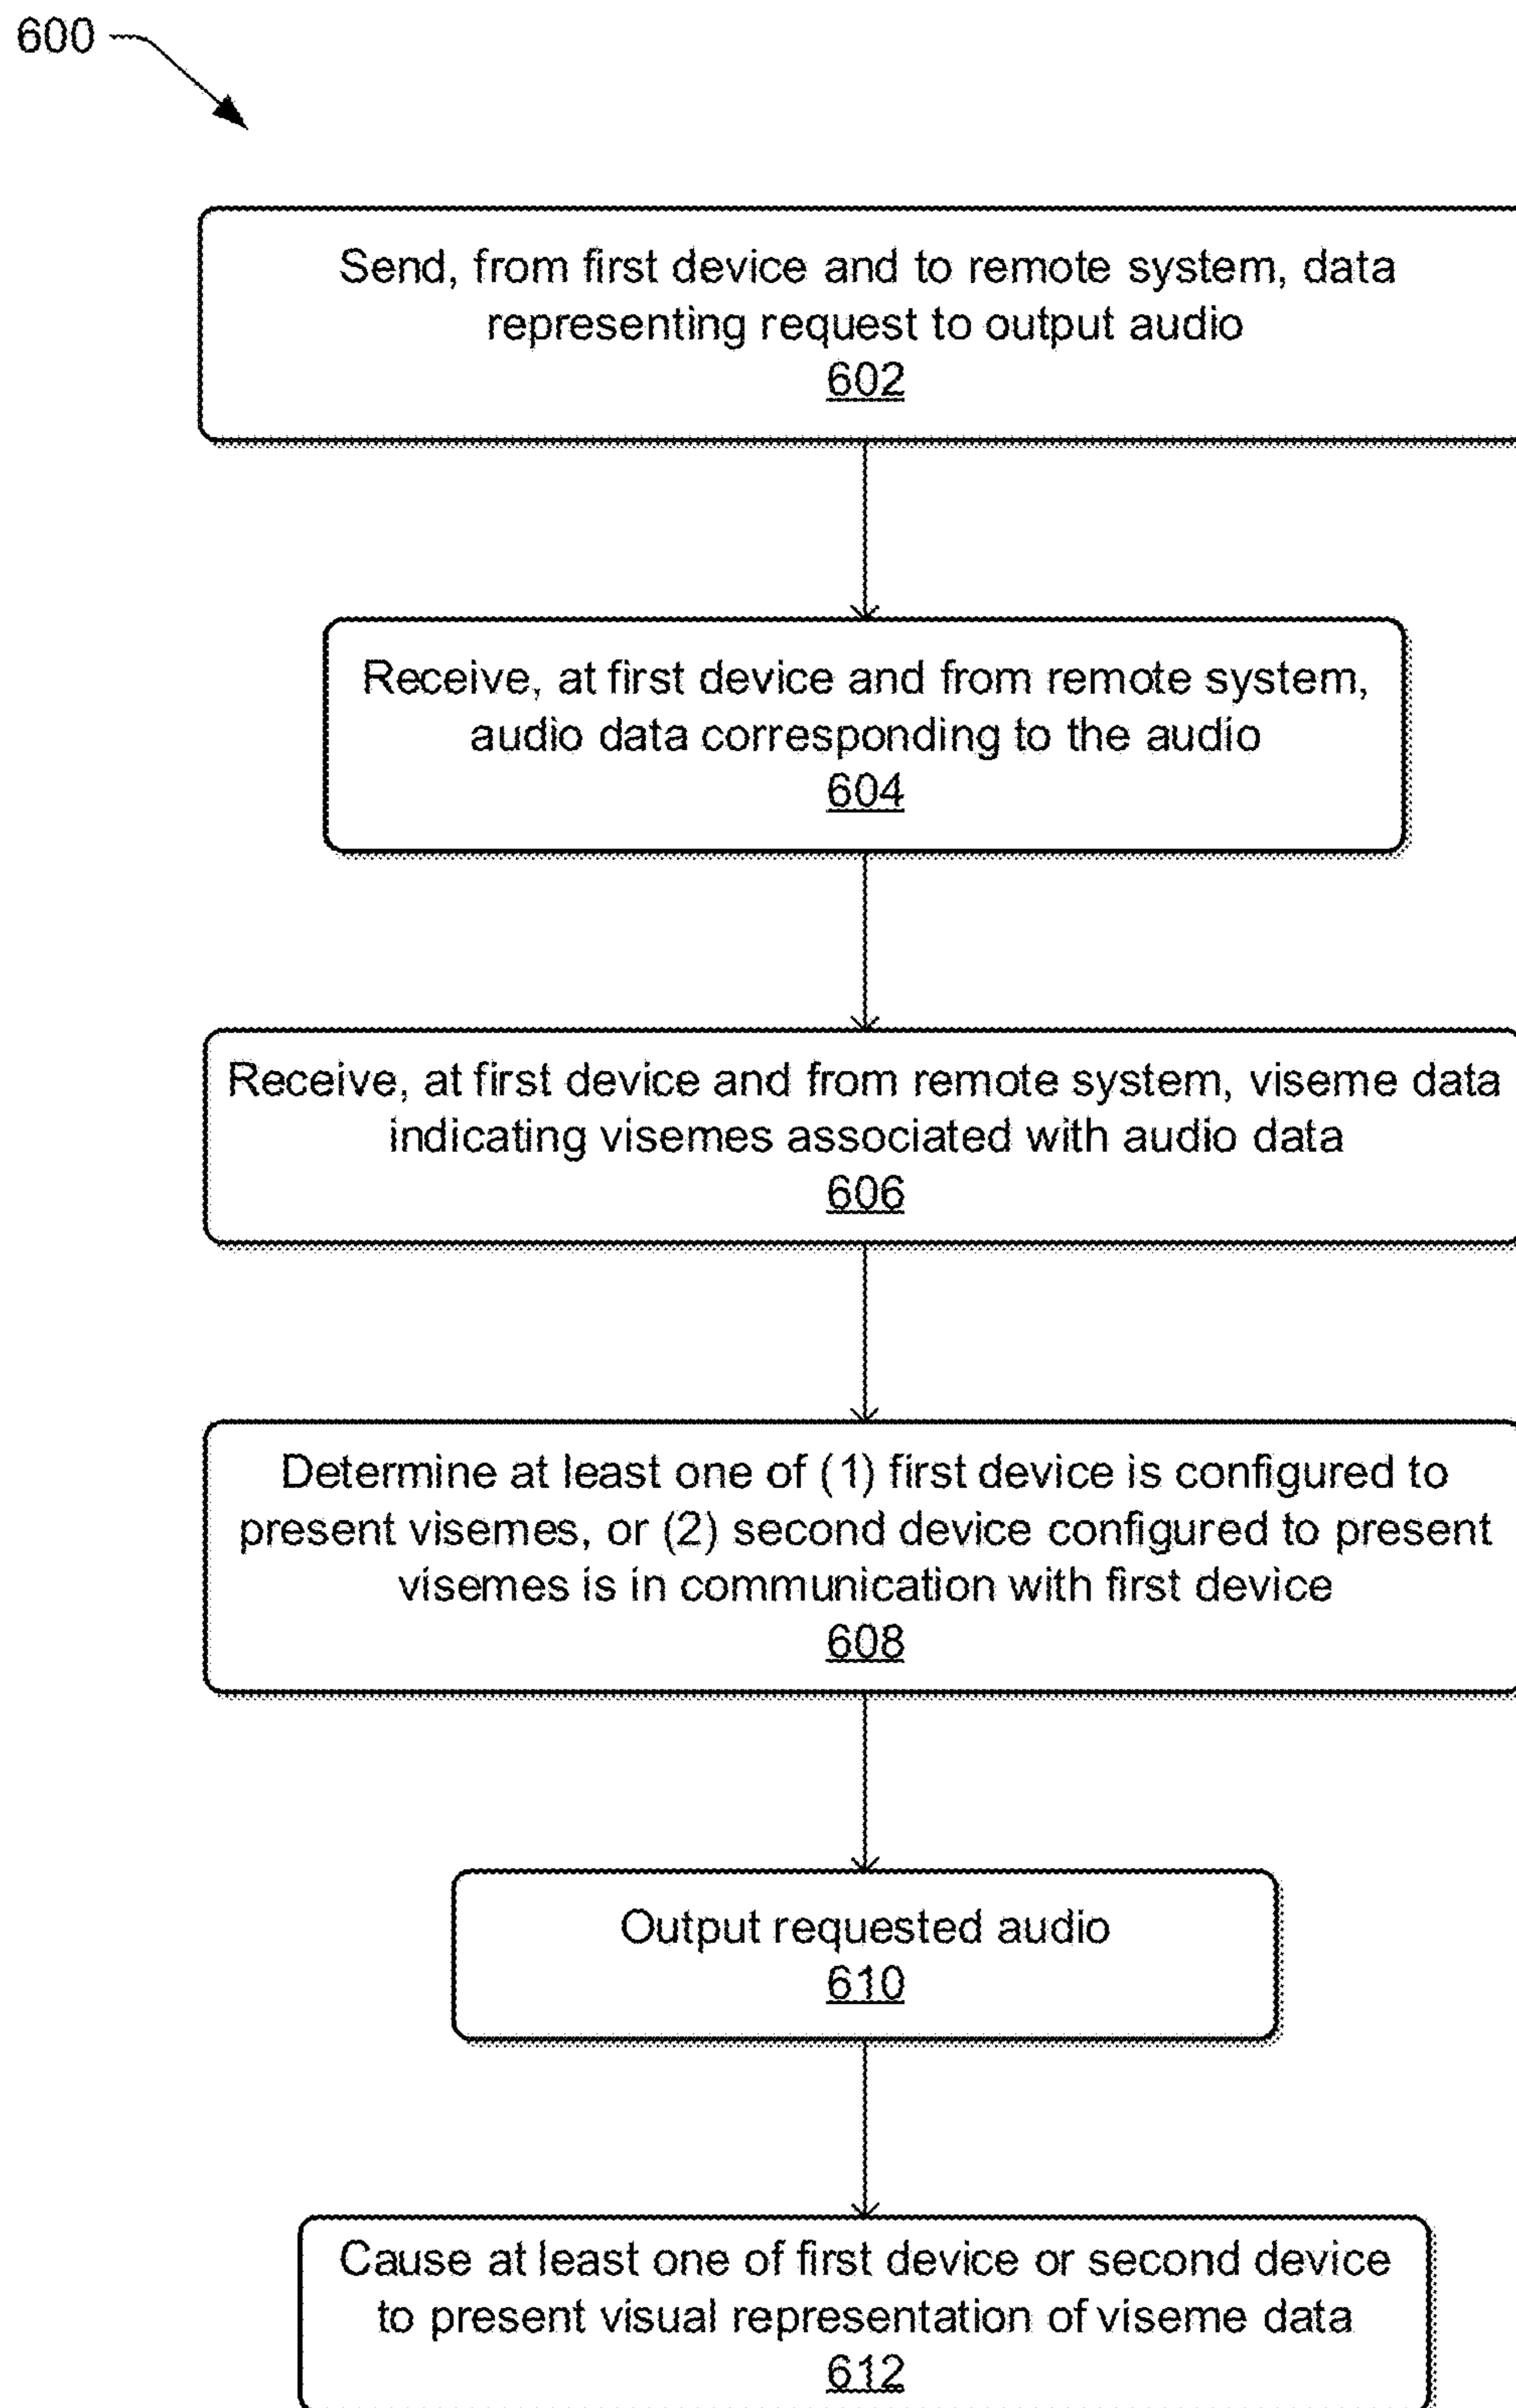 600
Send, from first device and to remote system, data
representing request to output audio
602
Receive, at first device and from remote system,
audio data corresponding to the audio
604
Receive, at first device and from remote system, viseme data
indicating visemes associated with audio data
606
Determine at least one of (1) first device is configured to
present visemes, or (2) second device configured to present
visemes is in communication with first device
608
Output requested audio
610
Cause at least one of first device or second device
to present visual representation of viseme data
612